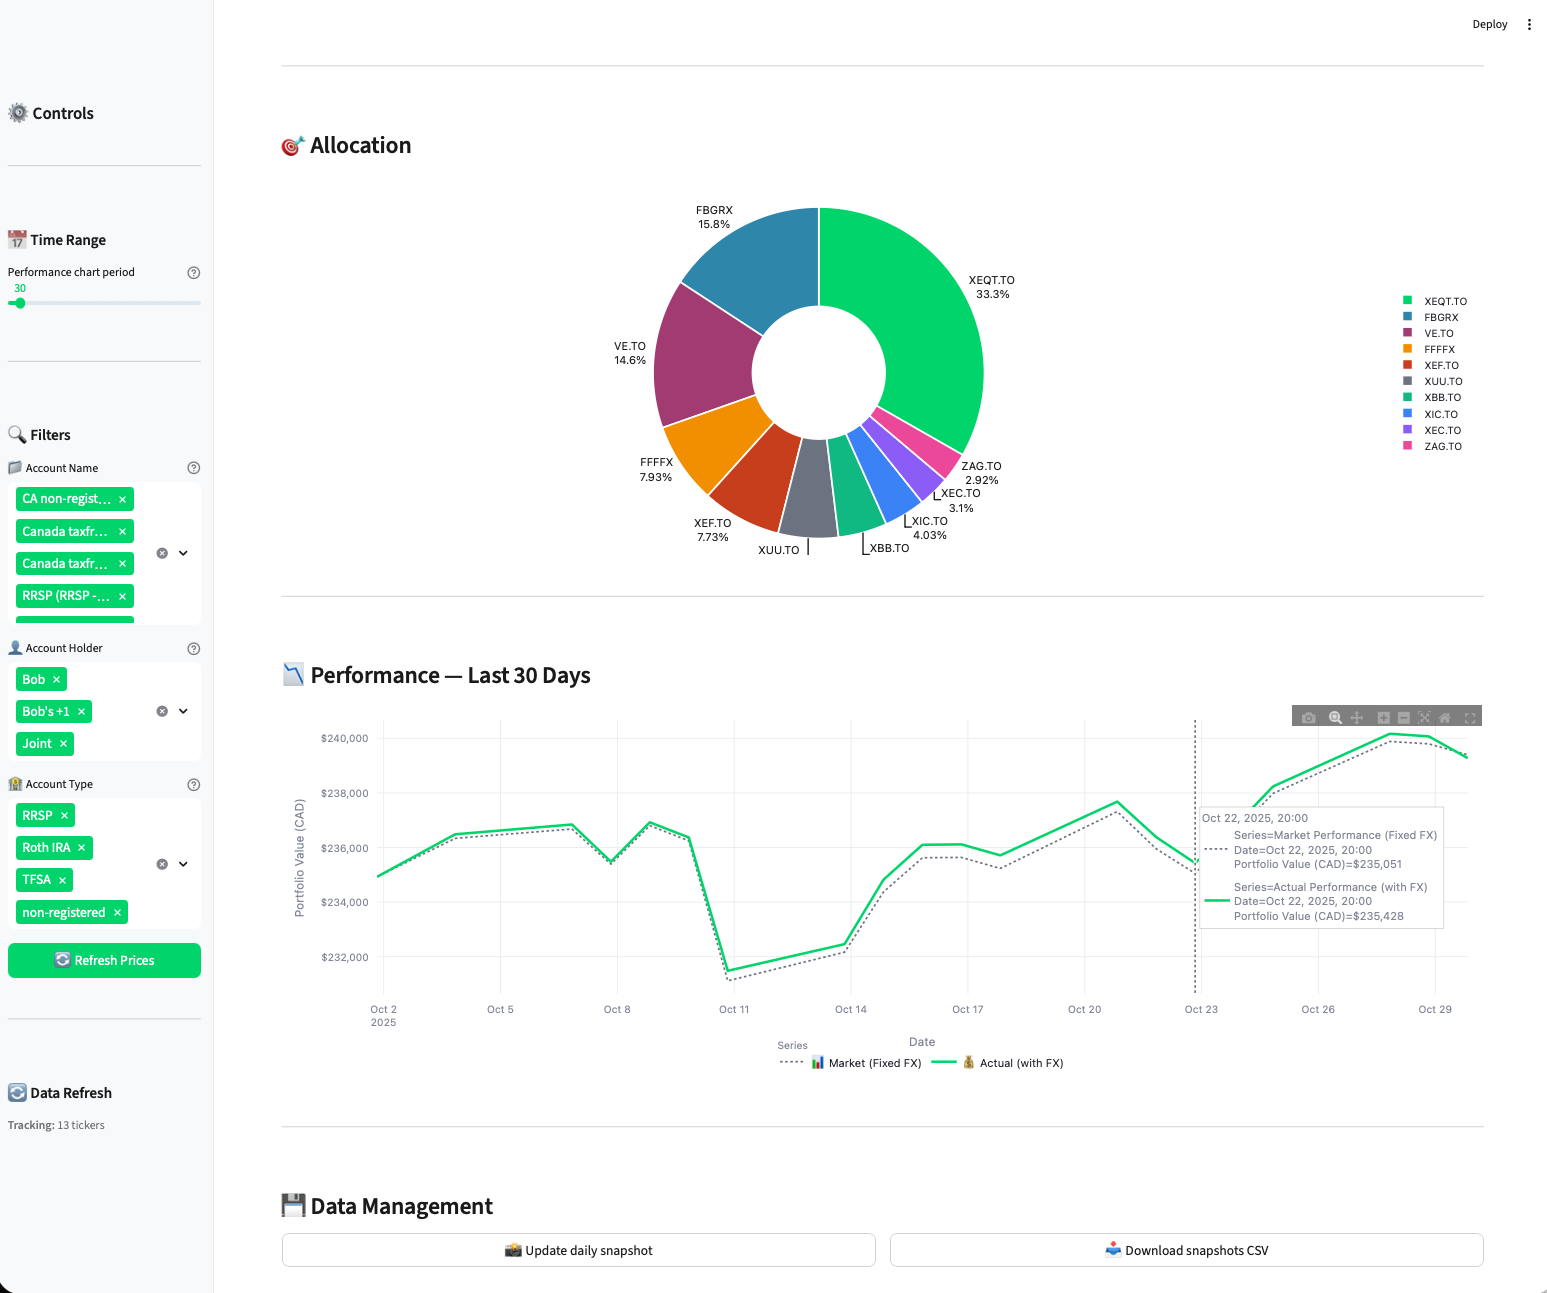 Deploy
Controls
Time Range
Performance chart period
30
Filters
Account Name
CA non-regist... ×
Canada taxfr... ×
Canada taxfr... ×
RRSP (RRSP -... ×
Account Holder
Bob ×
Bob's +1 ×
Joint ×
Account Type
RRSP ×
Roth IRA ×
TFSA ×
non-registered ×
Refresh Prices
Data Refresh
Tracking: 13 tickers
Allocation
FBGRX
15.8%
XEQT.TO
33.3%
VE.TO
14.6%
FFFFX
7.93%
XEF.TO
7.73%
XUU.TO
XBB.TO
XIC.TO
4.03%
XEC.TO
3.1%
ZAG.TO
2.92%
XEQT.TO
FBGRX
VE.TO
FFFFX
XEF.TO
XUU.TO
XBB.TO
XIC.TO
XEC.TO
ZAG.TO
Performance — Last 30 Days
Portfolio Value (CAD)
$240,000
$238,000
$236,000
$234,000
$232,000
Oct 22, 2025, 20:00
Series=Market Performance (Fixed FX)
Date=Oct 22, 2025, 20:00
Portfolio Value (CAD)=$235,051
Series=Actual Performance (with FX)
Date=Oct 22, 2025, 20:00
Portfolio Value (CAD)=$235,428
Oct 2
2025
Oct 5
Oct 8
Oct 11
Oct 14
Oct 17
Oct 20
Oct 23
Oct 26
Oct 29
Date
Series
Market (Fixed FX)
Actual (with FX)
Data Management
Update daily snapshot
Download snapshots CSV